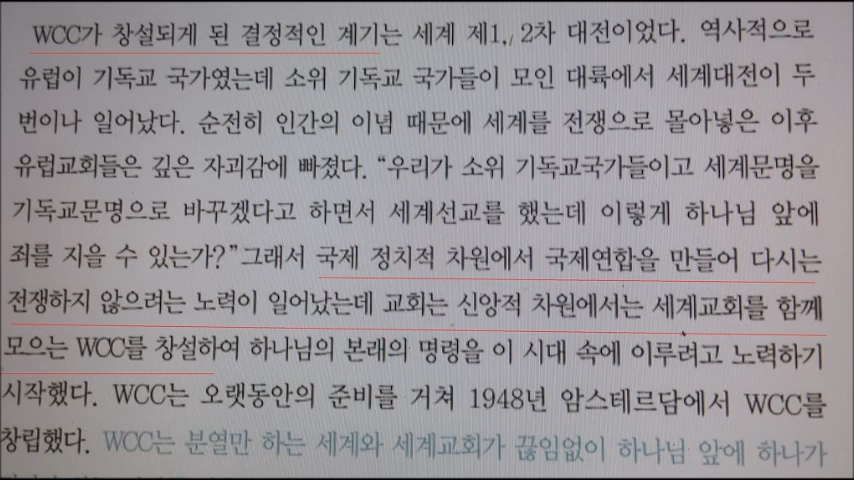 WCC가 창설되게 된 결정적인 계기는 세계 제1, 2차 대전이었다. 역사적으로
유럽이 기독교 국가였는데 소위 기독교 국가들이 모인 대륙에서 세계대전이 두
번이나 일어났다. 순전히 인간의 이념 때문에 세계를 전쟁으로 몰아넣은 이후
유럽교회들은 깊은 자괴감에 빠졌다. “우리가 소위 기독교국가들이고 세계문명을
기독교문명으로 바꾸겠다고 하면서 세계선교를 했는데 이렇게 하나님 앞에
죄를 지을 수 있는가?”그래서 국제 정치적 차원에서 국제연합을 만들어 다시는
전쟁하지 않으려는 노력이 일어났는데 교회는 신앙적 차원에서는 세계교회를 함께
모으는 WCC를 창설하여 하나님의 본래의 명령을 이 시대 속에 이루려고 노력하기
시작했다. WCC는 오랫동안의 준비를 거쳐 1948년 암스테르담에서 WCC를
창립했다. WCC는 분열만 하는 세계와 세계교회가 끊임없이 하나님 앞에 하나가